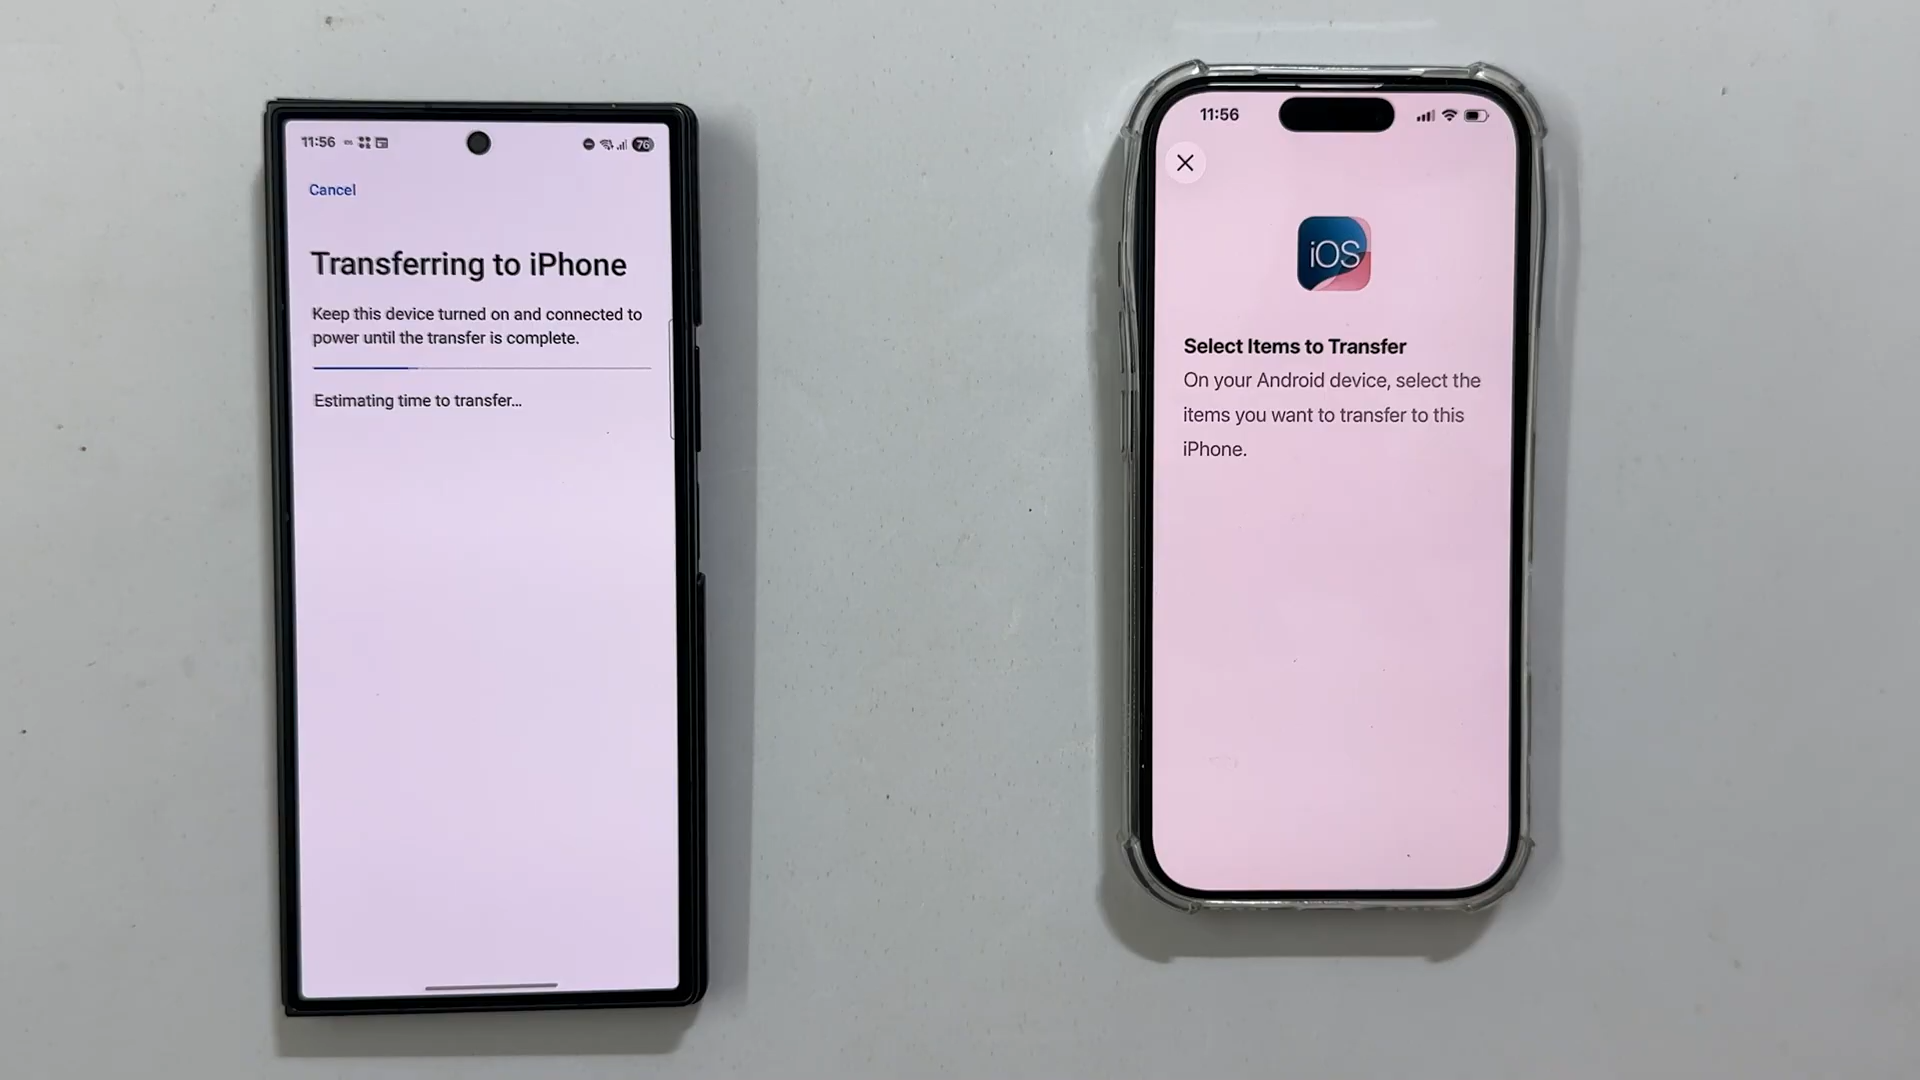 11:56
76
Cancel
Transferring to iPhone
Keep this device turned on and connected to
power until the transfer is complete.
Estimating time to transfer...
11:56
iOS
Select Items to Transfer
On your Android device, select the
items you want to transfer to this
iPhone.